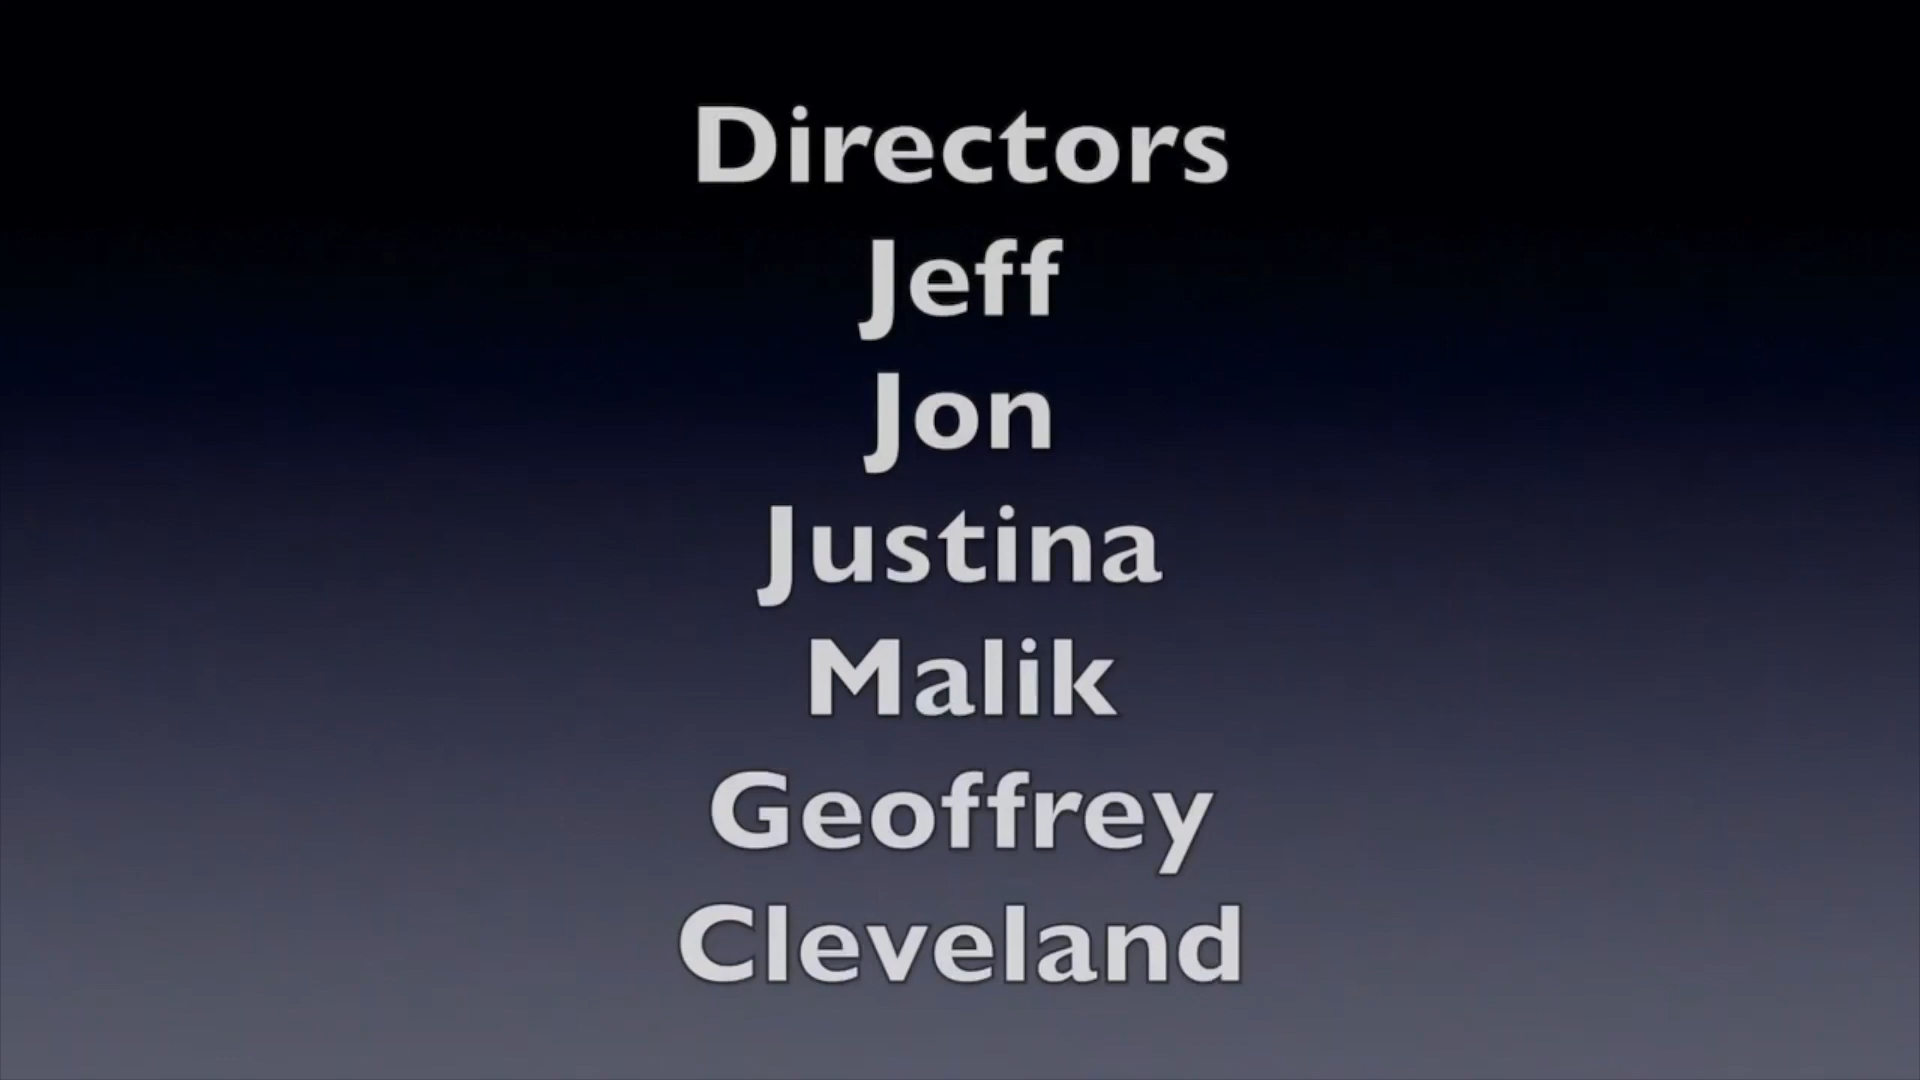 Directors
Jeff
Jon
Justina
Malik
Geoffrey
Cleveland